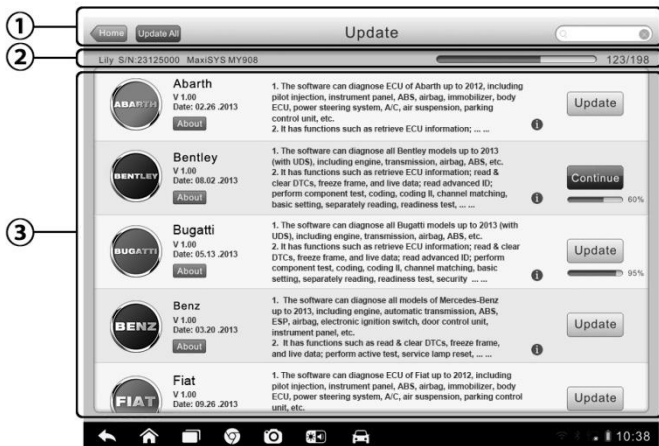 ① Home Update All Update
② Lily S/N:23125000 MaxiSYS MY908 123/198
③
ABARTH
Abarth
V 1.00
Date: 02.26 .2013
About
1. The software can diagnose ECU of Abarth up to 2012, including
pilot injection, instrument panel, ABS, airbag, immobilizer, body
ECU, power steering system, A/C, air suspension, parking
control unit, etc.
2. It has functions such as retrieve ECU information; ... ...
Update
BENTLEY
Bentley
V 1.00
Date: 08.02 .2013
About
1. The software can diagnose all Bentley models up to 2013
(with UDS), including engine, transmission, airbag, ABS, etc.
2. It has functions such as retrieve ECU information; read &
clear DTCs, freeze frame, and live data; read advanced ID;
perform component test, coding, coding II, channel matching,
basic setting, separately reading, readiness test, ... ...
Continue
60%
BUGATTI
Bugatti
V 1.00
Date: 05.13 .2013
About
1. The software can diagnose all Bugatti models up to 2013 (with
UDS), including engine, transmission, airbag, ABS, etc.
2. It has functions such as retrieve ECU information; read & clear
DTCs, freeze frame, and live data; read advanced ID; perform
component test, coding, coding II, channel matching, basic
setting, separately reading, readiness test, security ... ...
Update
95%
BENZ
Benz
V 1.00
Date: 03.20 .2013
About
1. The software can diagnose all models of Mercedes-Benz
up to 2013, including engine, automatic transmission, ABS,
ESP, airbag, electronic ignition switch, door control unit,
instrument panel, etc.
2. It has functions such as read & clear DTCs, freeze frame,
and live data; perform active test, service lamp reset, ... ...
Update
FIAT
Fiat
V 1.00
Date: 09.26 .2013
1. The software can diagnose ECU of Fiat up to 2012, including
pilot injection, instrument panel, ABS, airbag, immobilizer, body
ECU, power steering system, A/C, air suspension, parking control
unit, etc.
Update
10:38